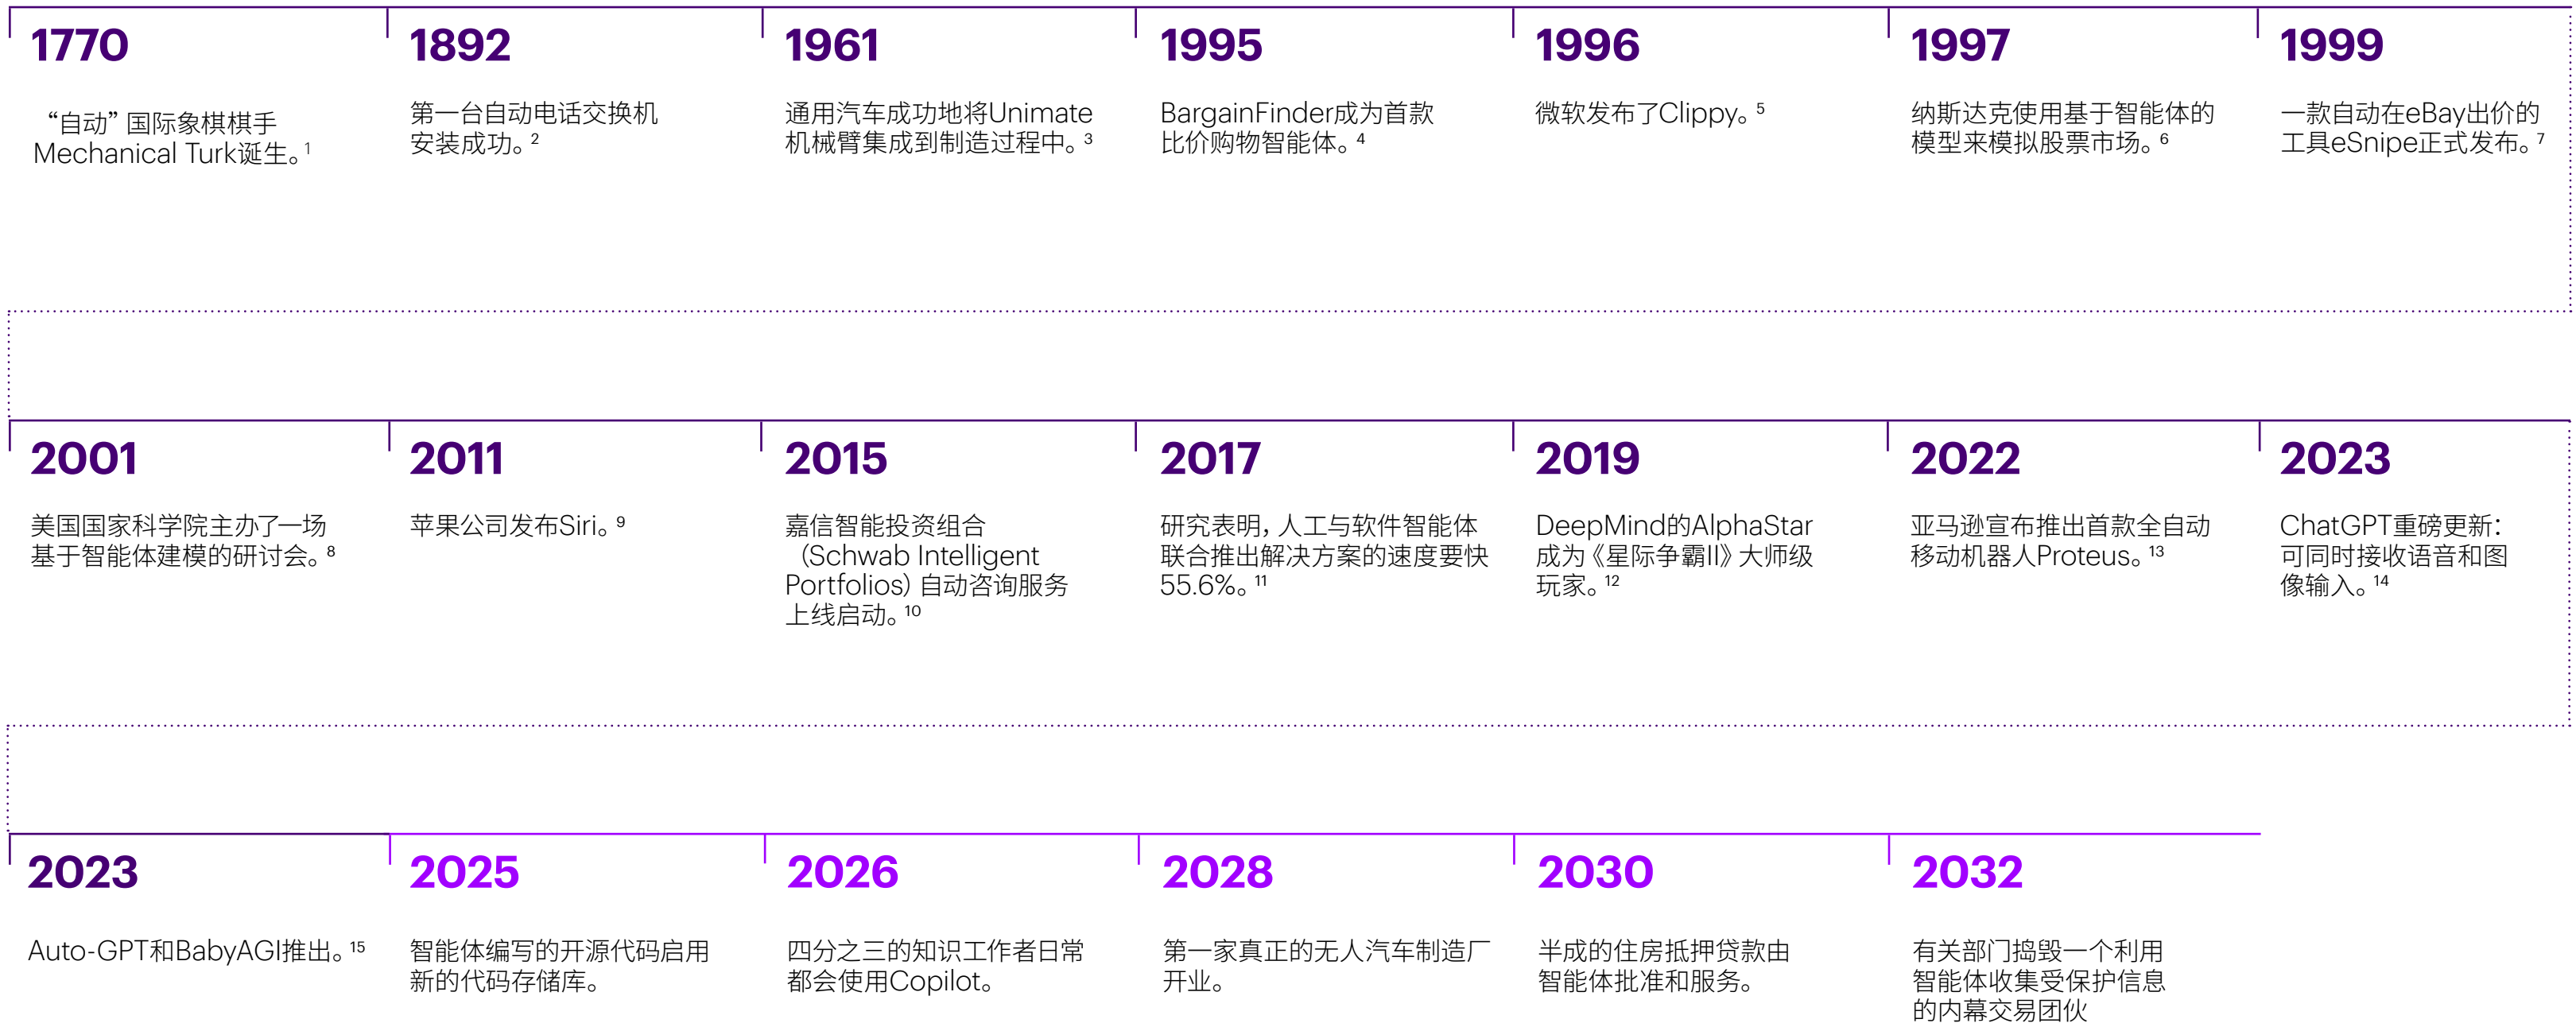 1770
“自动”国际象棋棋手
Mechanical Turk诞生。1
1892
第一台自动电话交换机
安装成功。2
1961
通用汽车成功地将Unimate
机械臂集成到制造过程中。3
1995
BargainFinder成为首款
比价购物智能体。4
1996
微软发布了Clippy。5
1997
纳斯达克使用基于智能体的
模型来模拟股票市场。6
1999
一款自动在eBay出价的
工具eSnipe正式发布。7
2001
美国国家科学院主办了一场
基于智能体建模的研讨会。8
2011
苹果公司发布Siri。9
2015
嘉信智能投资组合
（Schwab Intelligent
Portfolios）自动咨询服务
上线启动。10
2017
研究表明，人工与软件智能体
联合推出解决方案的速度要快
55.6%。11
2019
DeepMind的AlphaStar
成为《星际争霸II》大师级
玩家。12
2022
亚马逊宣布推出首款全自动
移动机器人Proteus。13
2023
ChatGPT重磅更新：
可同时接收语音和图
像输入。14
2023
Auto-GPT和BabyAGI推出。15
2025
智能体编写的开源代码启用
新的代码存储库。
2026
四分之三的知识工作者日常
都会使用Copilot。
2028
第一家真正的无人汽车制造厂
开业。
2030
半成的住房抵押贷款由
智能体批准和服务。
2032
有关部门捣毁一个利用
智能体收集受保护信息
的内幕交易团伙